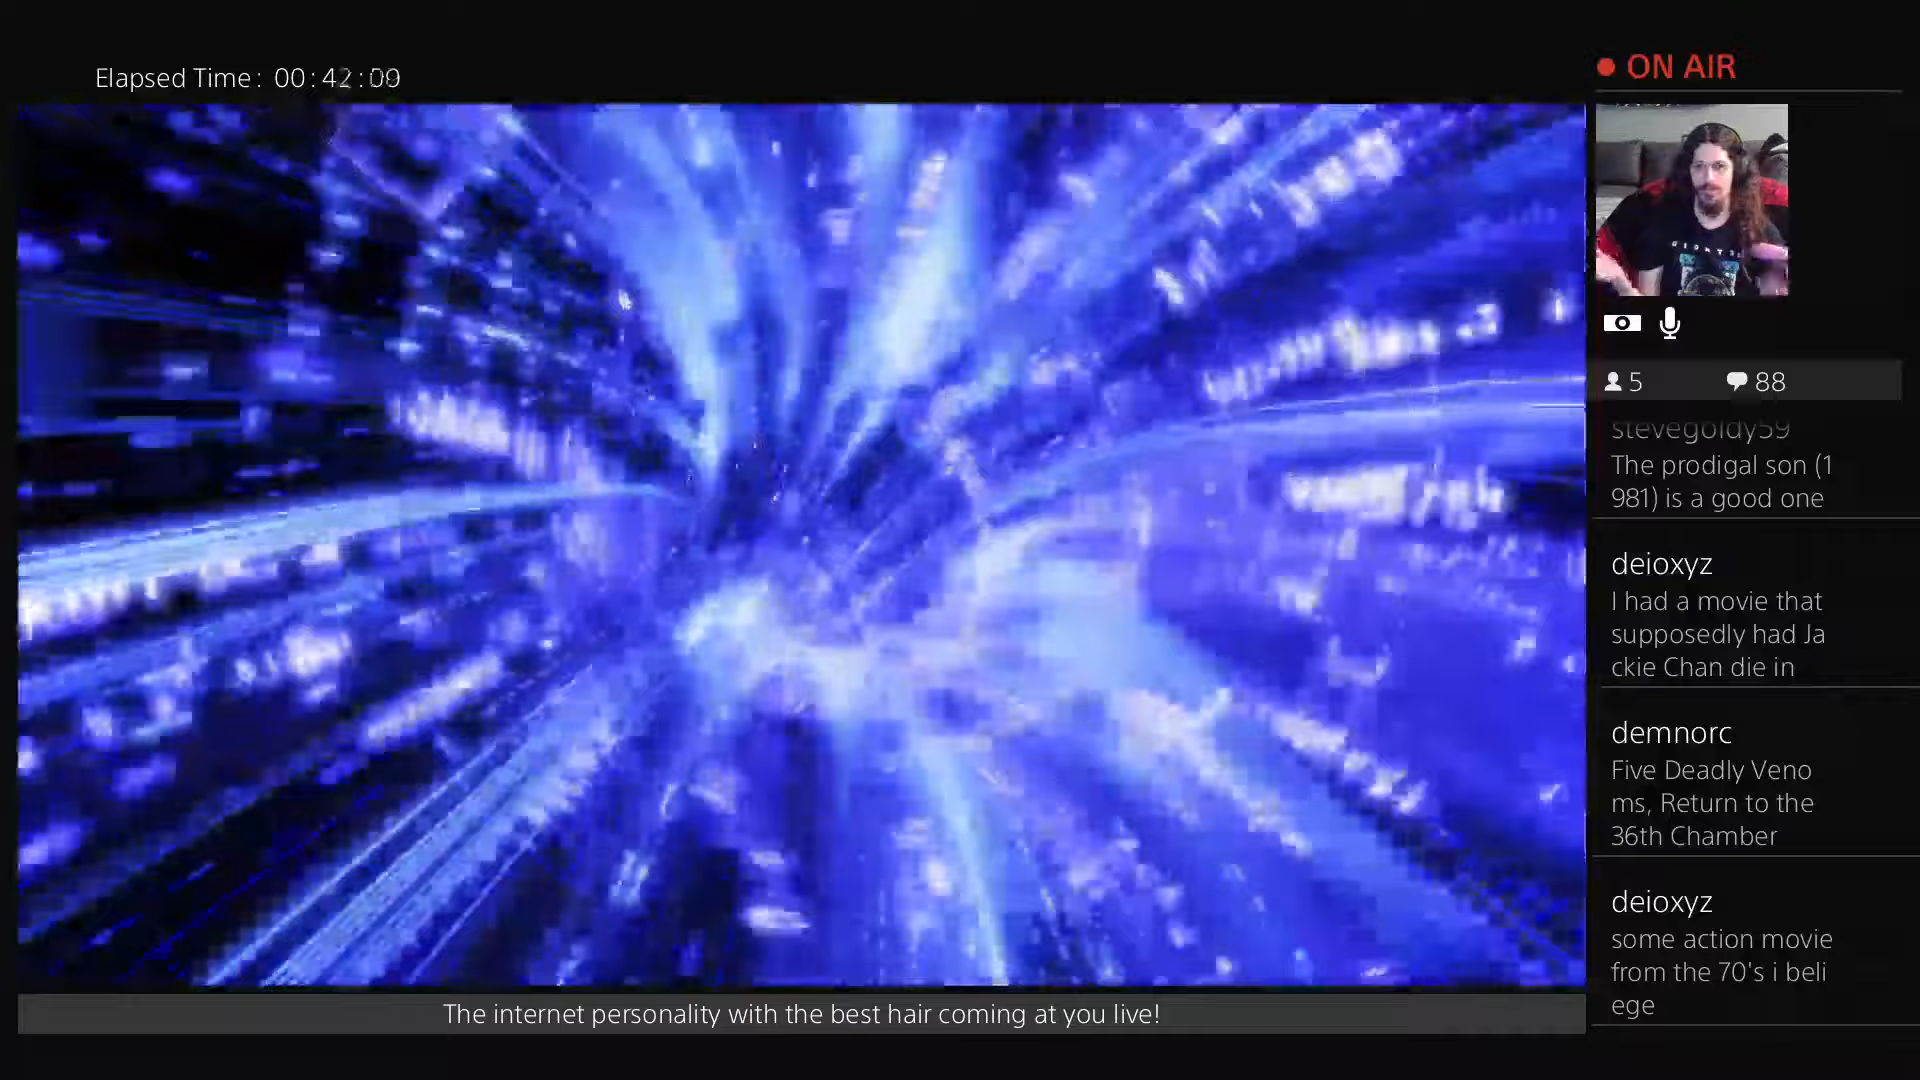 Elapsed Time: 00:42:09
ON AIR
5
88
stevegoldy59
The prodigal son (1
981) is a good one
deioxyz
I had a movie that
supposedly had Ja
ckie Chan die in
demnorc
Five Deadly Veno
ms, Return to the
36th Chamber
deioxyz
some action movie
from the 70's i beli
ege
The internet personality with the best hair coming at you live!